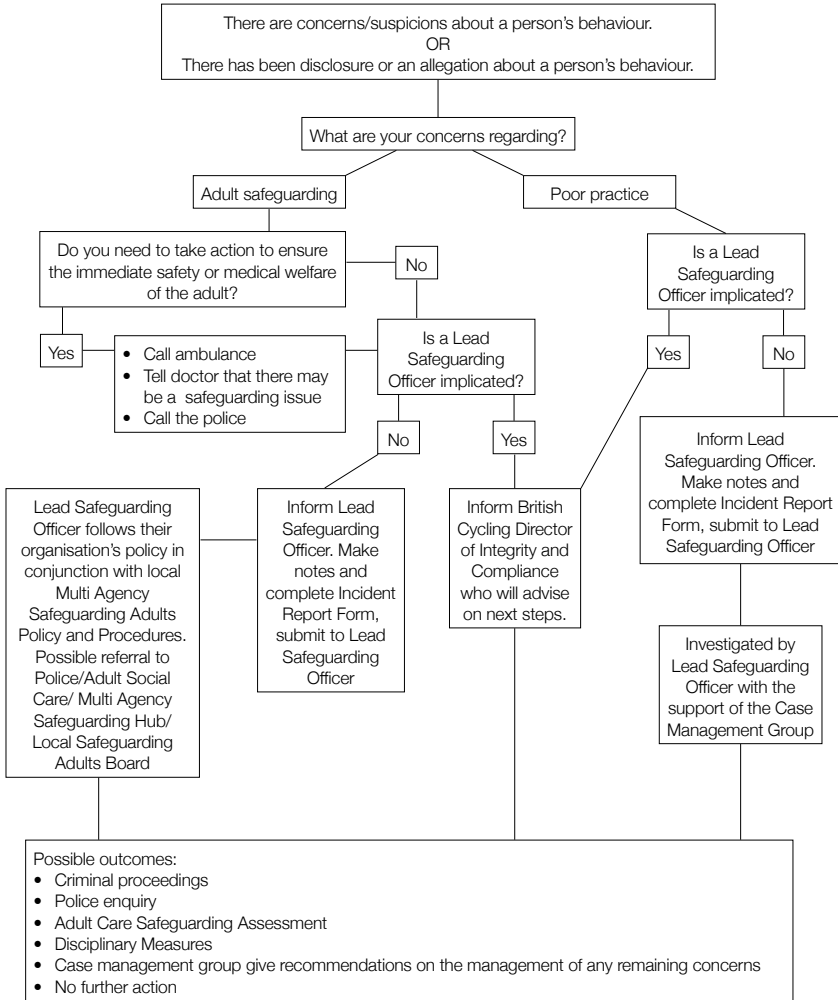 There are concerns/suspicions about a person's behaviour.
OR
There has been disclosure or an allegation about a person's behaviour.
What are your concerns regarding?
Adult safeguarding
Poor practice
Do you need to take action to ensure
the immediate safety or medical welfare
of the adult?
No
Is a Lead
Safeguarding
Officer implicated?
Yes
• Call ambulance
• Tell doctor that there may
be a safeguarding issue
• Call the police
Is a Lead
Safeguarding
Officer implicated?
Yes
No
No
Yes
Lead Safeguarding
Officer follows their
organisation's policy in
conjunction with local
Multi Agency
Safeguarding Adults
Policy and Procedures.
Possible referral to
Police/Adult Social
Care/ Multi Agency
Safeguarding Hub/
Local Safeguarding
Adults Board
Inform Lead
Safeguarding
Officer. Make
notes and
complete Incident
Report Form,
submit to Lead
Safeguarding
Officer
Inform British
Cycling Director
of Integrity and
Compliance
who will advise
on next steps.
Inform Lead
Safeguarding Officer.
Make notes and
complete Incident Report
Form, submit to Lead
Safeguarding Officer
Investigated by
Lead Safeguarding
Officer with the
support of the Case
Management Group
Possible outcomes:
• Criminal proceedings
• Police enquiry
• Adult Care Safeguarding Assessment
• Disciplinary Measures
• Case management group give recommendations on the management of any remaining concerns
• No further action